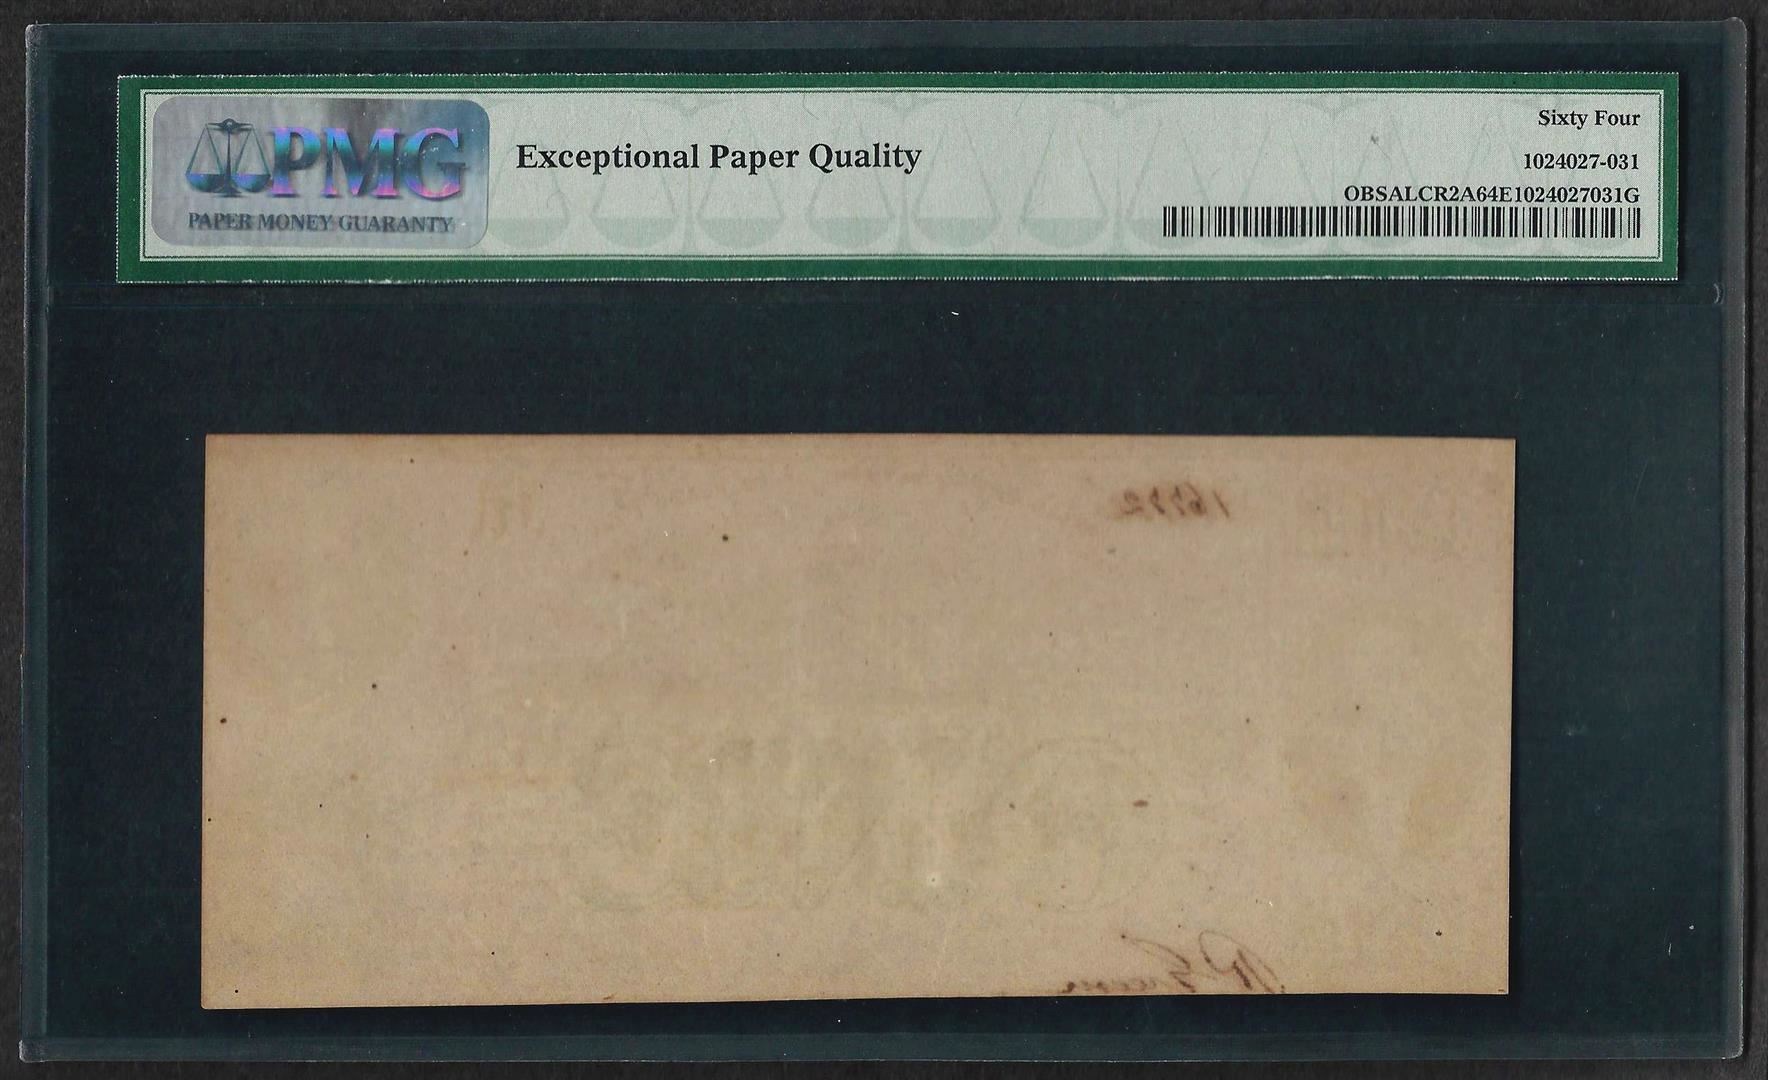 PMG
PAPER MONEY GUARANTY
Exceptional Paper Quality
Sixty Four
1024027-031
OBSALCR2A64E1024027031G